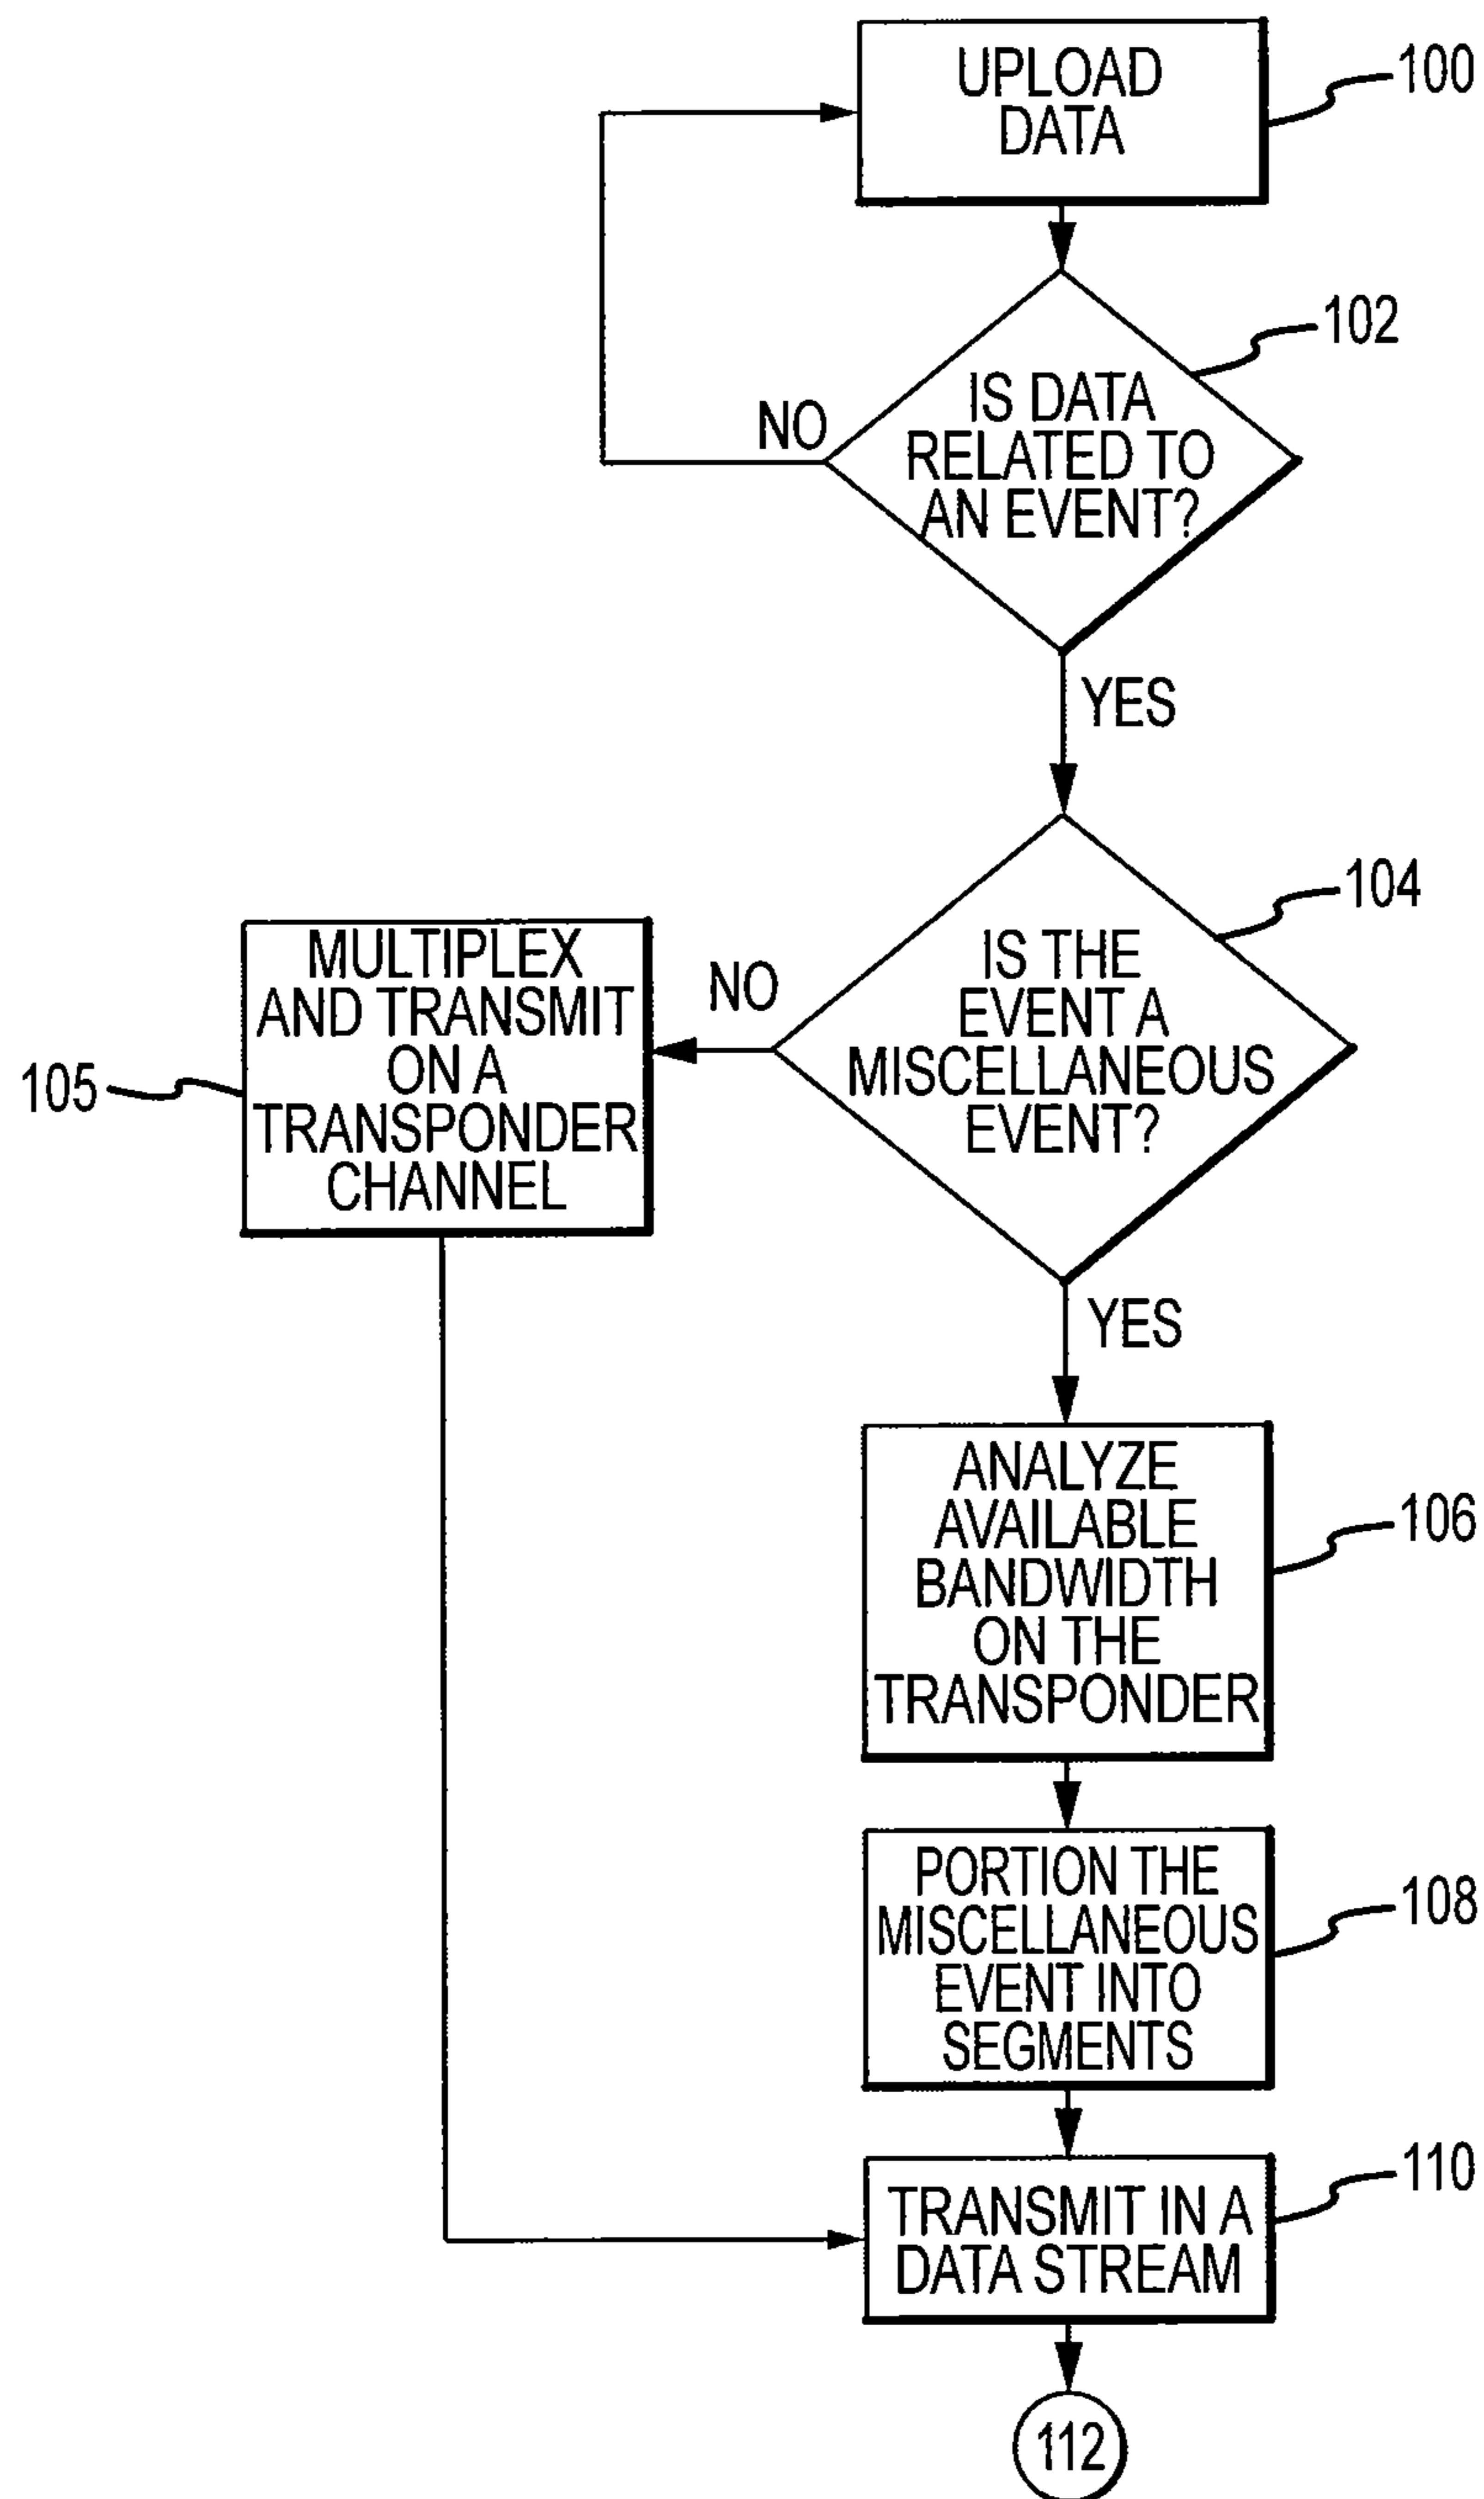 UPLOAD
DATA
100
102
IS DATA
RELATED TO
AN EVENT?
NO
YES
104
IS THE
EVENT A
MISCELLANEOUS
EVENT?
NO
MULTIPLEX
AND TRANSMIT
ON A
TRANSPONDER
CHANNEL
105
YES
ANALYZE
AVAILABLE
BANDWIDTH
ON THE
TRANSPONDER
106
PORTION THE
MISCELLANEOUS
EVENT INTO
SEGMENTS
108
TRANSMIT IN A
DATA STREAM
110
112